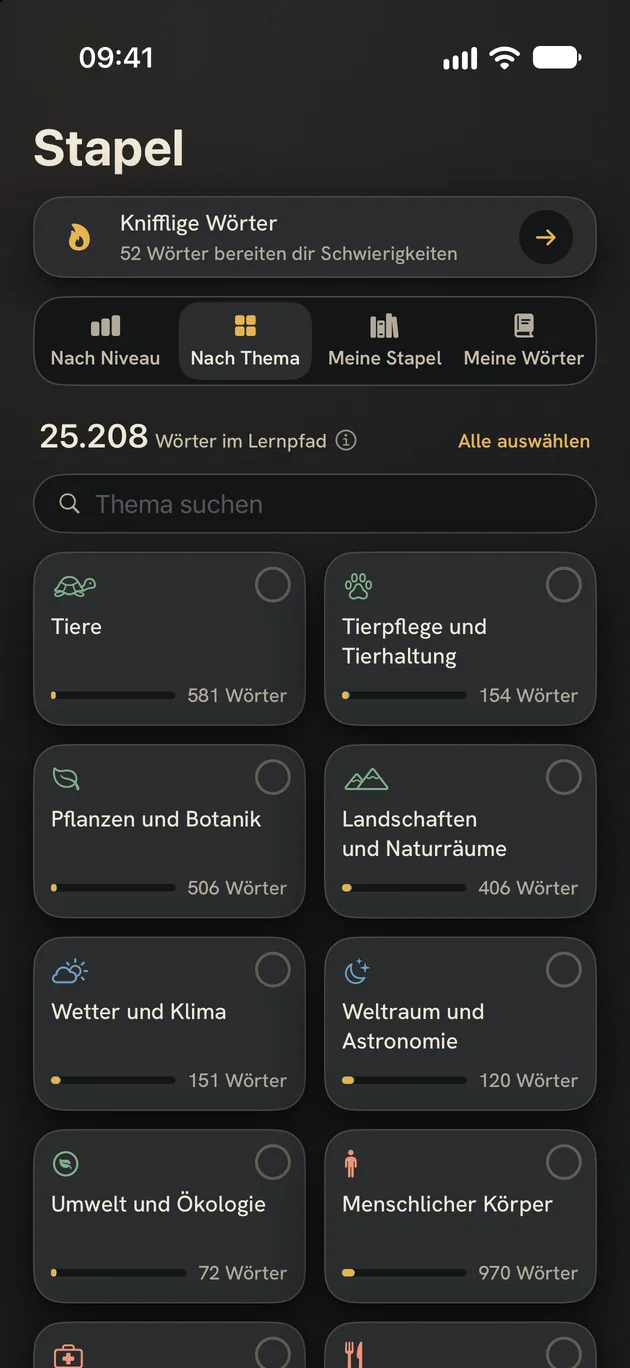 09:41
Stapel
Knifflige Wörter
52 Wörter bereiten dir Schwierigkeiten
Nach Niveau
Nach Thema
Meine Stapel
Meine Wörter
25.208 Wörter im Lernpfad
Alle auswählen
Thema suchen
Tiere
581 Wörter
Tierpflege und
Tierhaltung
154 Wörter
Pflanzen und Botanik
506 Wörter
Landschaften
und Naturräume
406 Wörter
Wetter und Klima
151 Wörter
Weltraum und
Astronomie
120 Wörter
Umwelt und Ökologie
72 Wörter
Menschlicher Körper
970 Wörter